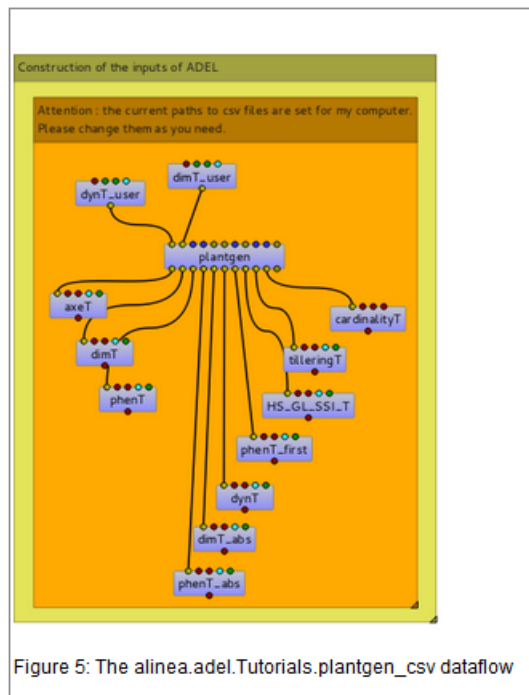 Construction of the inputs of ADEL
Attention : the current paths to csv files are set for my computer.
Please change them as you need.
dimT_user
dynT_user
plantgen
axeT
cardinalityT
dimT
tilleringT
phenT
HS_GL_SSI_T
phenT_first
dynT
dimT_abs
phenT_abs
Figure 5: The alinea.adel.Tutorials.plantgen_csv dataflow